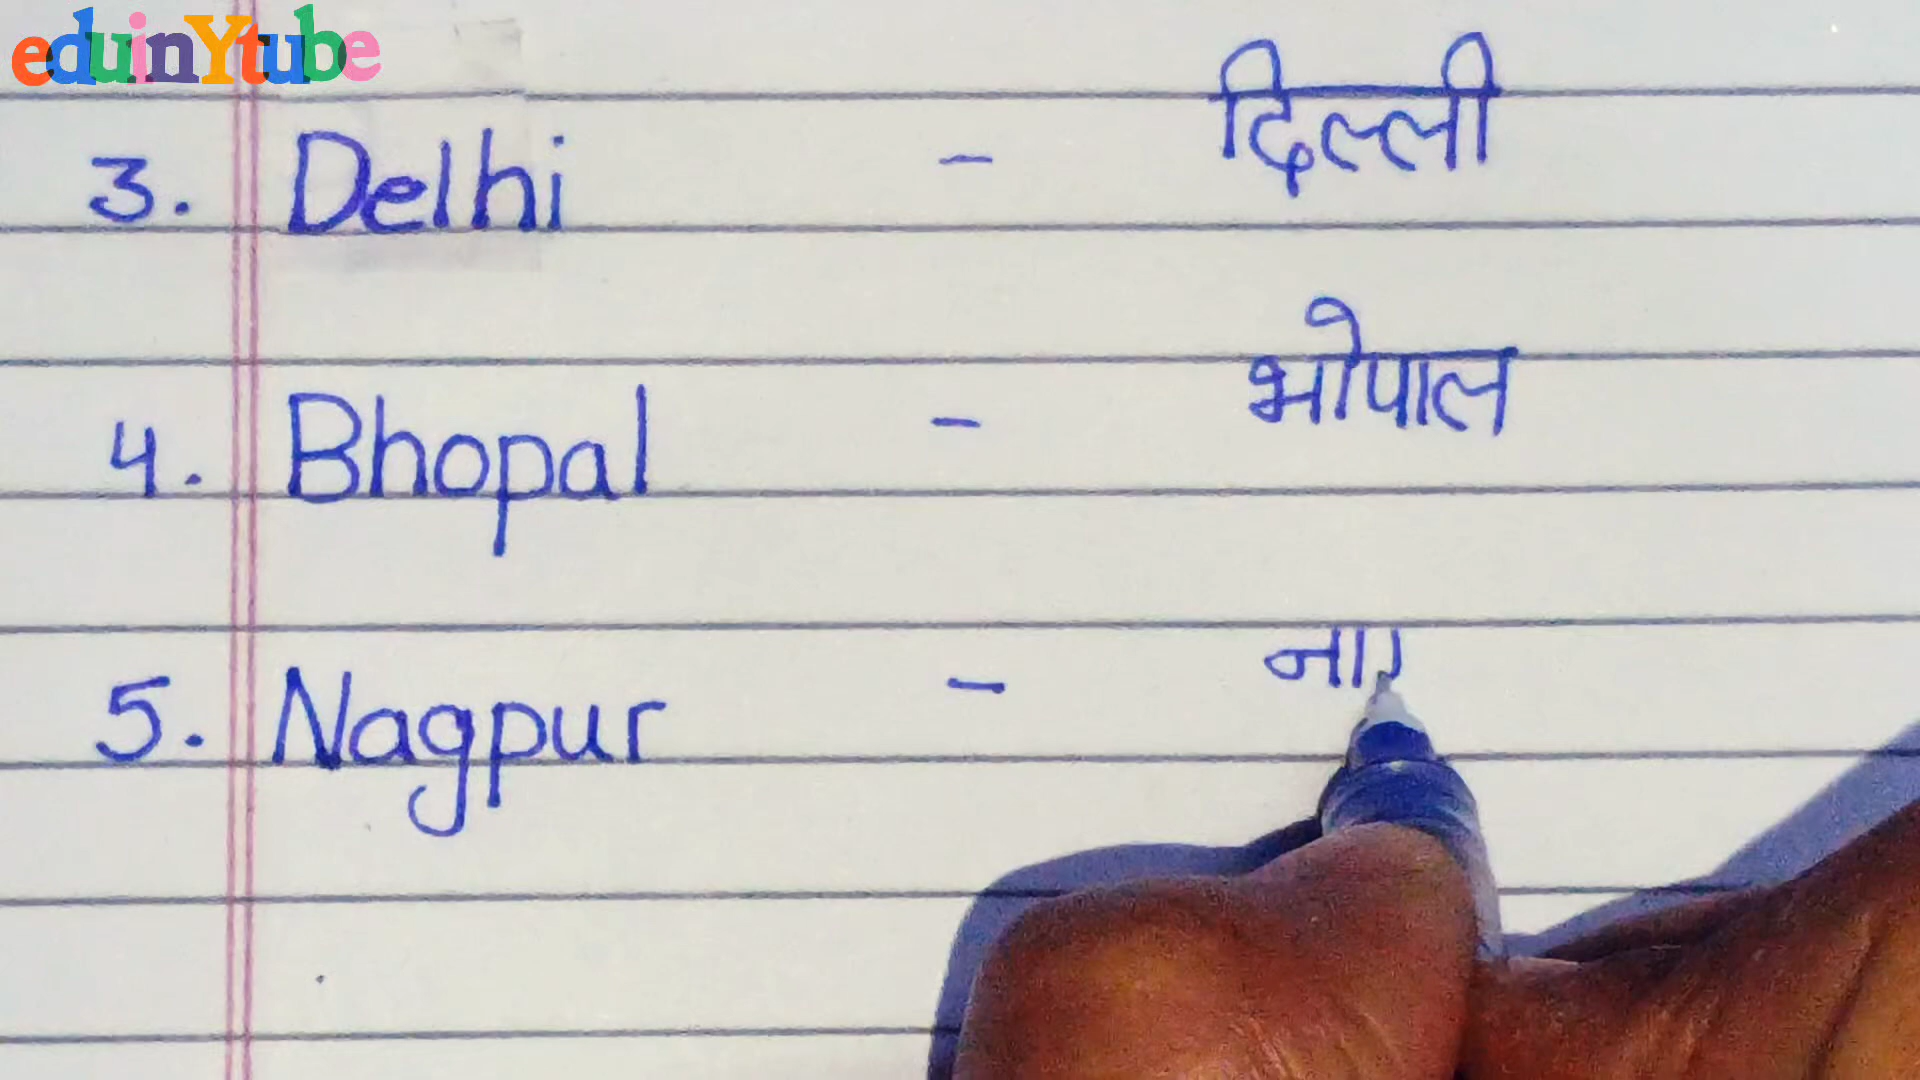 eduinYtube
3. Delhi - दिल्ली
4. Bhopal - भोपाल
5. Nagpur -